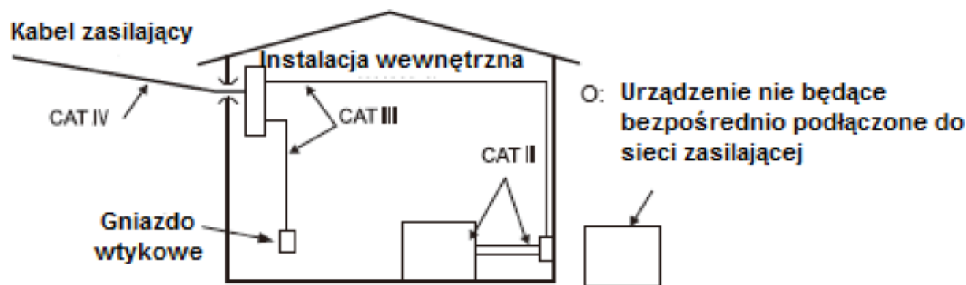 Kabel zasilający
Instalacja wewnętrzna
CAT IV
CAT III
O: Urządzenie nie będące
bezpośrednio podłączone do
sieci zasilającej
CAT II
Gniazdo
wtykowe